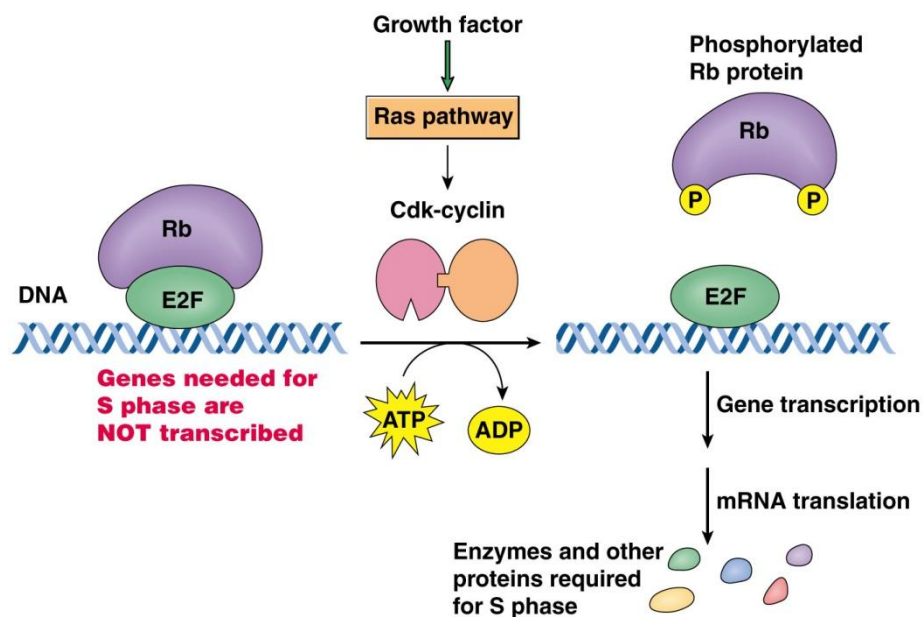 Growth factor
Ras pathway
Cdk-cyclin
Phosphorylated
Rb protein
Rb
P
P
Rb
E2F
DNA
E2F
Genes needed for
S phase are
NOT transcribed
ATP
ADP
Gene transcription
mRNA translation
Enzymes and other
proteins required
for S phase